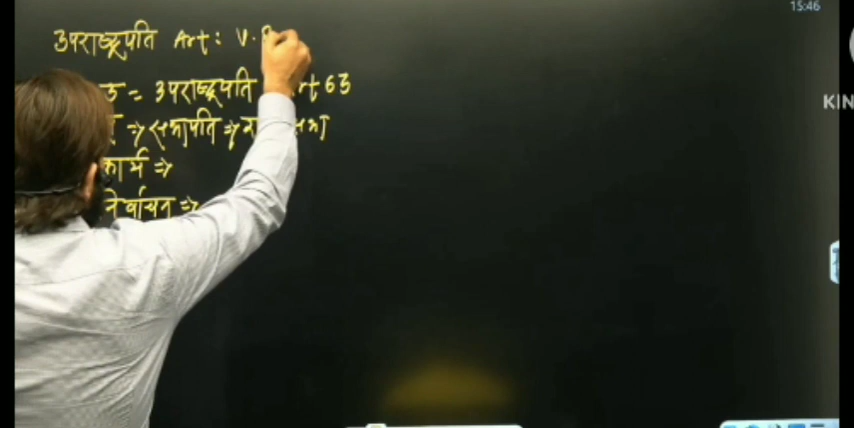 15:46
उपराष्ट्रपति Art : V.
= उपराष्ट्रपति 63
⇒ सभापति ⇒
कार्य ⇒
निर्वाचन ⇒
KIN